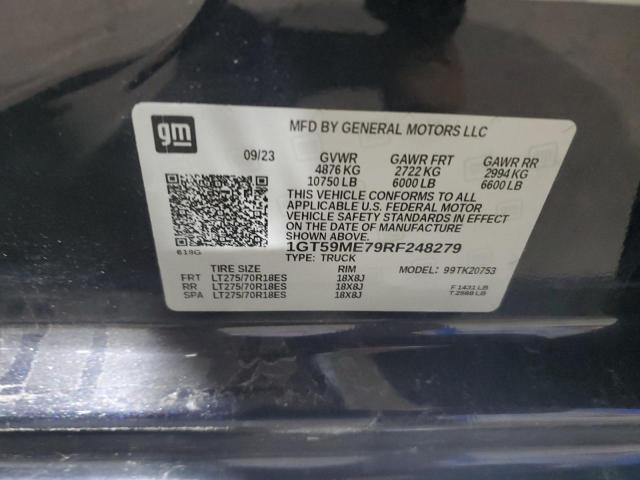 gm
MFD BY GENERAL MOTORS LLC
09/23 GVWR GAWR FRT GAWR RR
4876 KG 2722 KG 2994 KG
10750 LB 6000 LB 6600 LB
THIS VEHICLE CONFORMS TO ALL
APPLICABLE U.S. FEDERAL MOTOR
VEHICLE SAFETY STANDARDS IN EFFECT
ON THE DATE OF MANUFACTURE
SHOWN ABOVE.
619G 1GT59ME79RF248279
TYPE: TRUCK
TIRE SIZE RIM MODEL: 99TK20753
FRT LT275/70R18ES 18X8J
RR LT275/70R18ES 18X8J F 1431 LB
SPA LT275/70R18ES 18X8J T 2568 LB